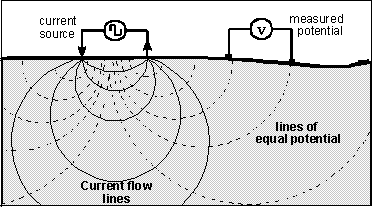 current
source
measured
potential
V
lines of
equal potential
Current flow
lines